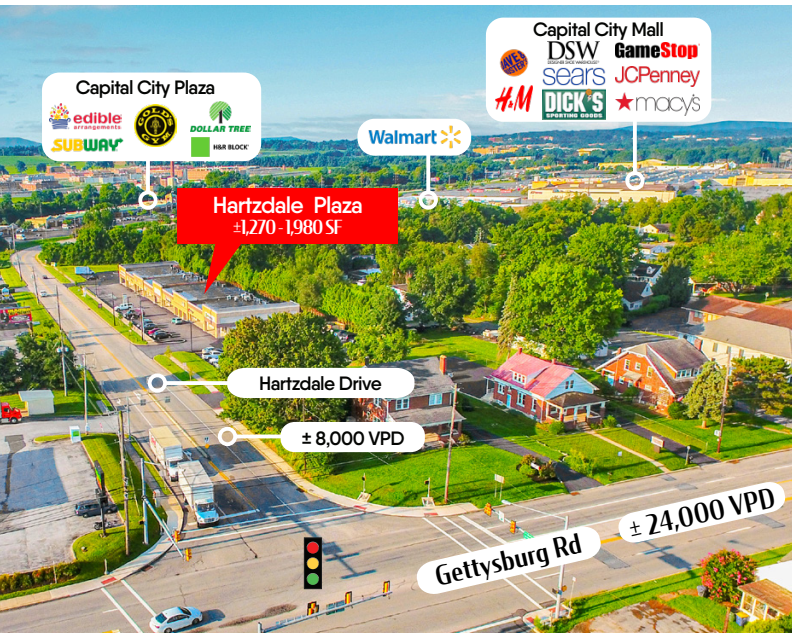 Capital City Plaza
edible
arrangements
GOLD'S
GYM
DOLLAR TREE
SUBWAY
H&R BLOCK
Walmart
Capital City Mall
DAVE &
BUSTER'S
DSW
DESIGNER SHOE WAREHOUSE
GameStop
sears
JCPenney
H&M
DICK'S
SPORTING GOODS
macy's
Hartzdale Plaza
±1,270 - 1,980 SF
Hartzdale Drive
± 8,000 VPD
± 24,000 VPD
Gettysburg Rd